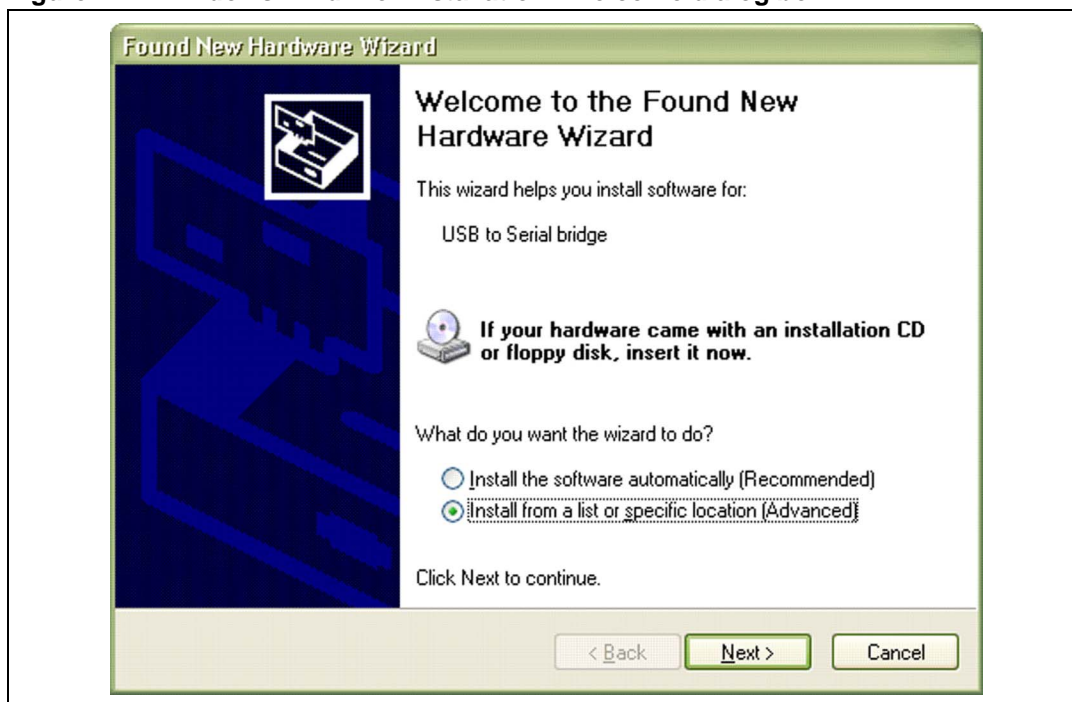 Found New Hardware Wizard
Welcome to the Found New
Hardware Wizard
This wizard helps you install software for:
USB to Serial bridge
If your hardware came with an installation CD
or floppy disk, insert it now.
What do you want the wizard to do?
Install the software automatically (Recommended)
Install from a list or specific location (Advanced)
Click Next to continue.
< Back
Next >
Cancel